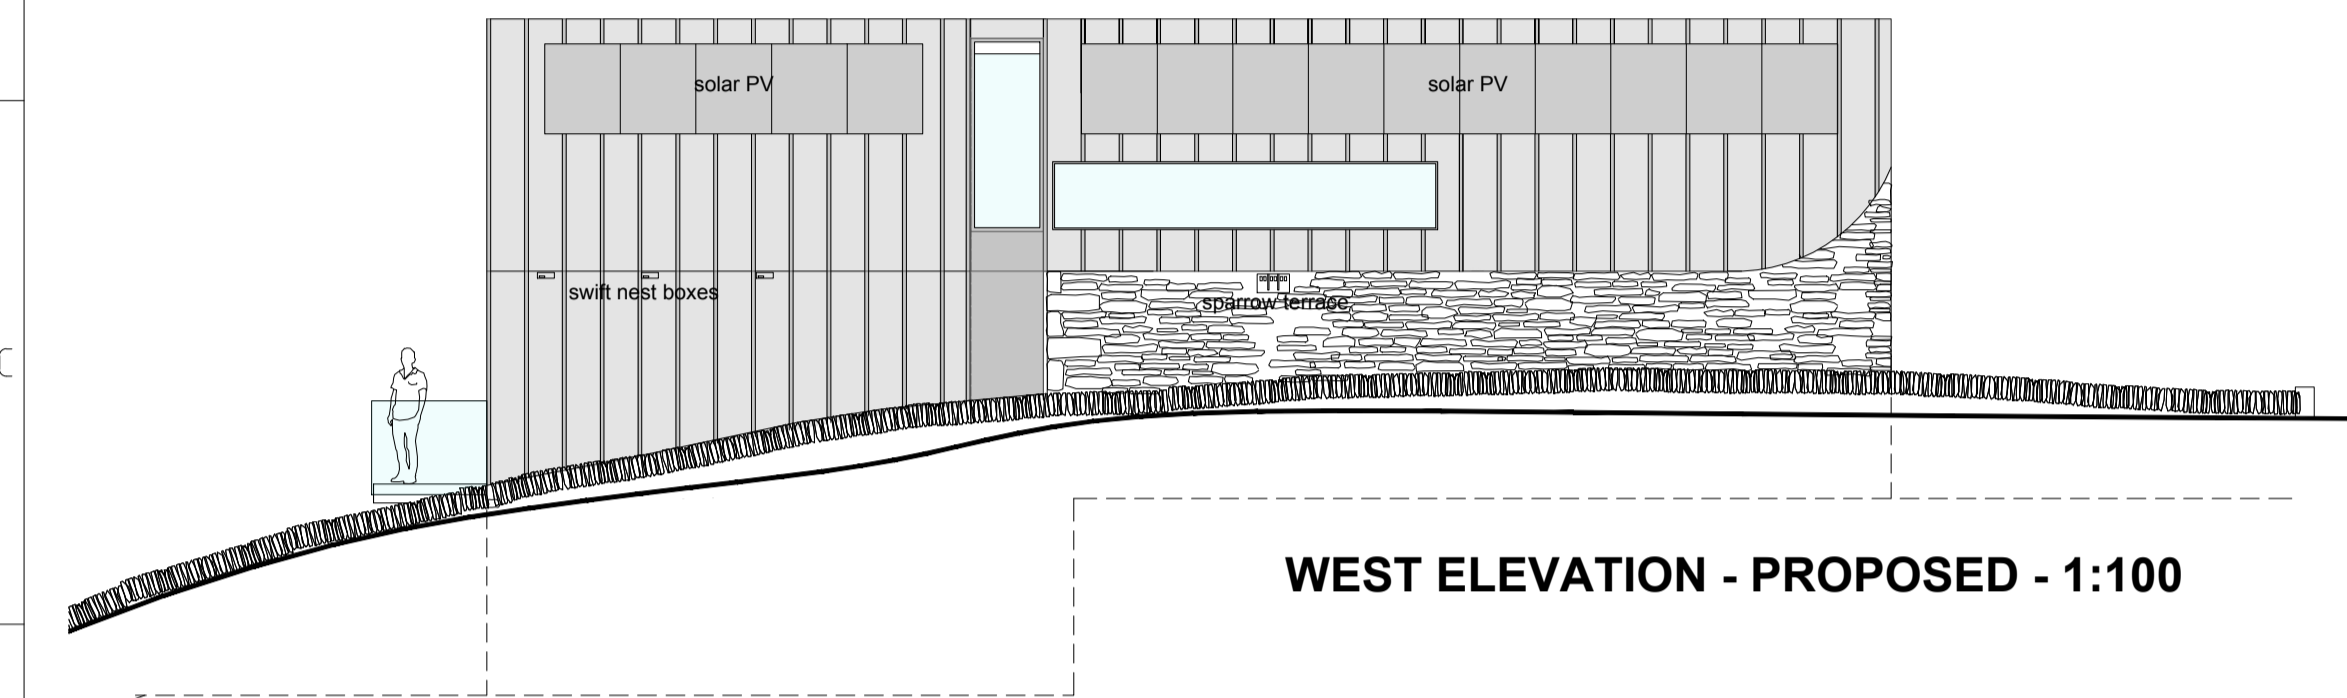 solar PV
solar PV
swift nest boxes
sparrow terrace
WEST ELEVATION - PROPOSED - 1:100